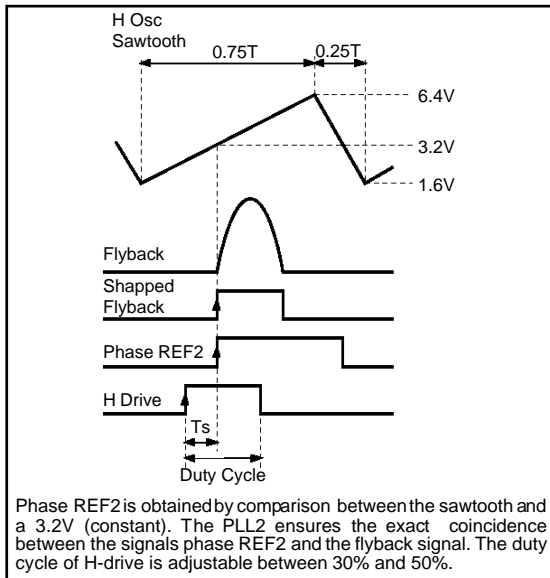 H Osc
Sawtooth
0.75T
0.25T
6.4V
3.2V
1.6V
Flyback
Shapped
Flyback
Phase REF2
H Drive
Ts
Duty Cycle
Phase REF2 is obtained by comparison between the sawtooth and
a 3.2V (constant). The PLL2 ensures the exact coincidence
between the signals phase REF2 and the flyback signal. The duty
cycle of H-drive is adjustable between 30% and 50%.